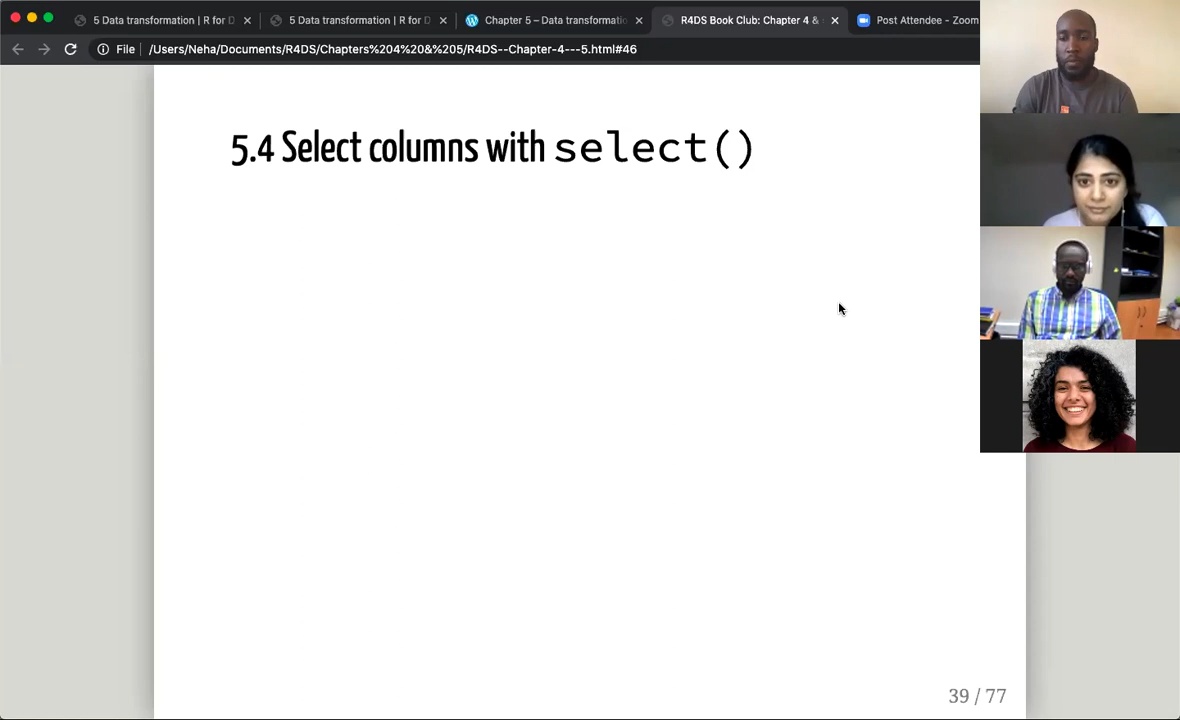 5 Data transformation | R for D
5 Data transformation | R for D
Chapter 5 – Data transformatio
R4DS Book Club: Chapter 4 &
Post Attendee - Zoom
File /Users/Neha/Documents/R4DS/Chapters%204%20&%205/R4DS--Chapter-4---5.html#46
5.4 Select columns with select()
39 / 77